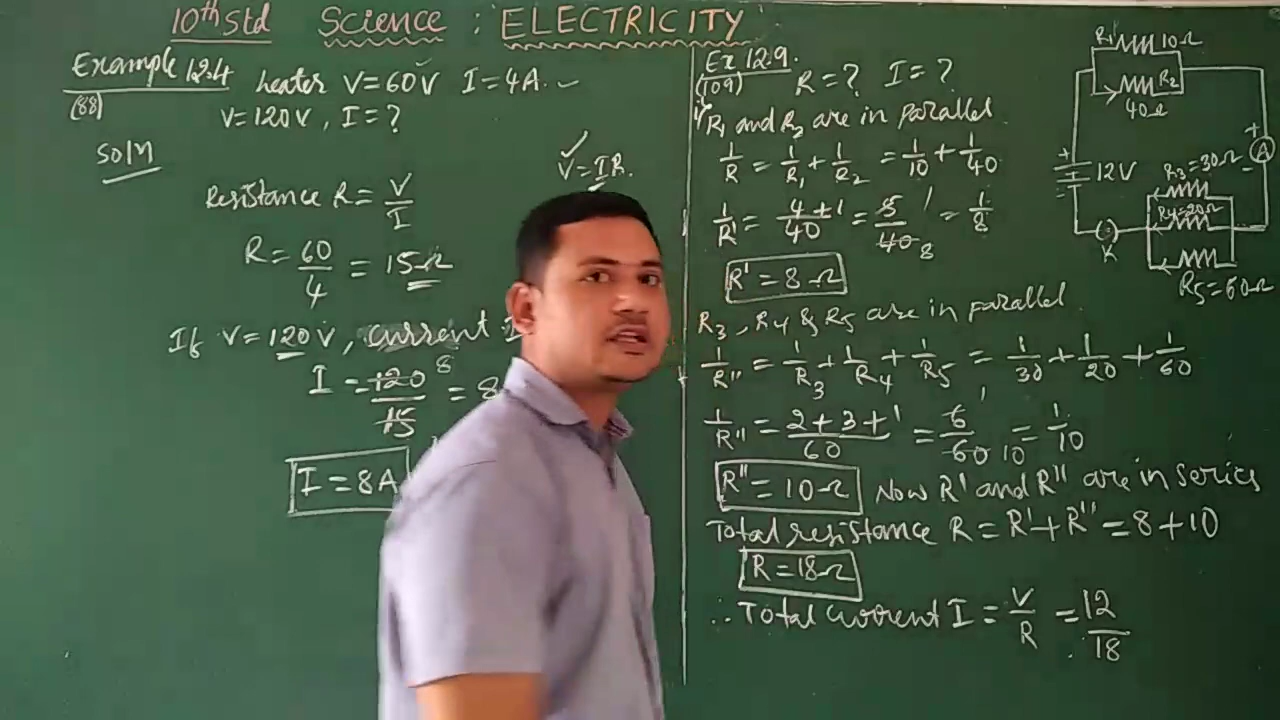 10th Std Science : ELECTRICITY
Example 12.4
(88)
heater V=60V I=4A.
V=120V, I=?
Soln
V=IR.
Resistance R=V/I
R=60/4=15Ω
If V=120V, current I
I=120/15=8
8
I=8A
Ex 12.9.
(109)
R=? I=?
R1 and R2 are in parallel
1/R=1/R1+1/R2=1/10+1/40
1/R'=4+1/40=5/40=1/8
1
8
R'=8Ω
R3, R4 & R5 are in parallel
1/R"=1/R3+1/R4+1/R5=1/30+1/20+1/60
1/R"=2+3+1/60=6/60=1/10
1
10
R"=10Ω Now R' and R" are in series
Total resistance R=R'+R"=8+10
R=18Ω
∴ Total current I=V/R=12/18
R1 10Ω
R2
40Ω
+
A
-
+
12V
-
K
R3=30Ω
R4=20Ω
R5=60Ω